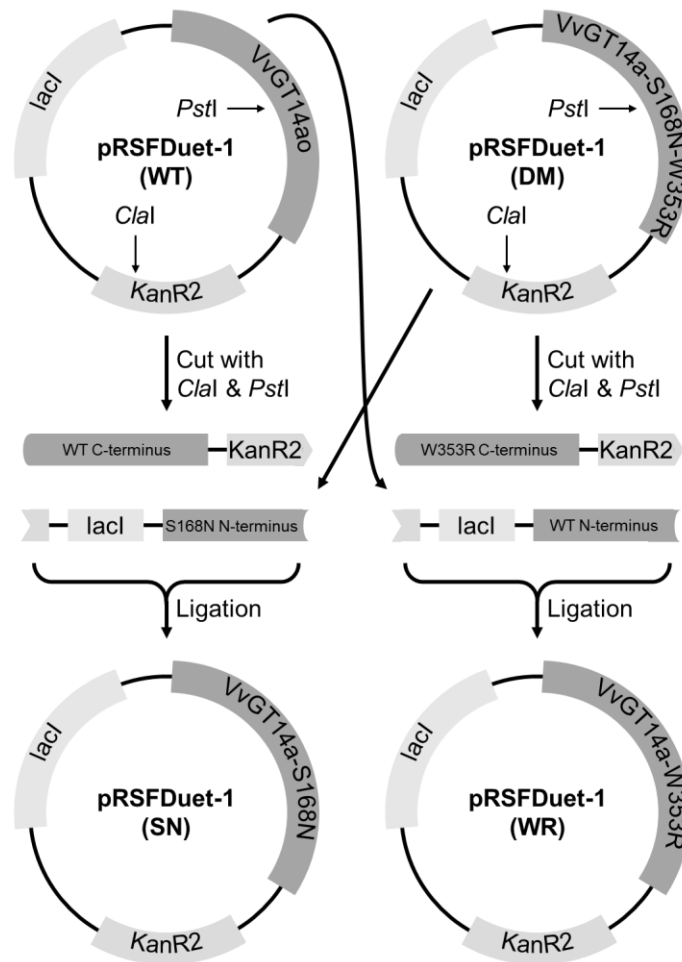 lacI
VvGT14ao
PstI
pRSFDuet-1
(WT)
ClaI
KanR2
lacI
VvGT14a-S168N-W353R
PstI
pRSFDuet-1
(DM)
ClaI
KanR2
Cut with
ClaI & PstI
Cut with
ClaI & PstI
WT C-terminus
KanR2
W353R C-terminus
KanR2
lacI
S168N N-terminus
lacI
WT N-terminus
Ligation
Ligation
lacI
VvGT14a-S168N
pRSFDuet-1
(SN)
KanR2
lacI
VvGT14a-W353R
pRSFDuet-1
(WR)
KanR2